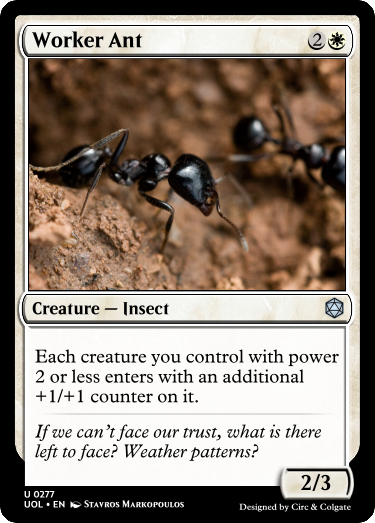 Worker Ant
2
Creature — Insect
Each creature you control with power
2 or less enters with an additional
+1/+1 counter on it.
If we can't face our trust, what is there
left to face? Weather patterns?
2/3
U 0277
UOL • EN Stavros Markopoulos
Designed by Circ & Colgate